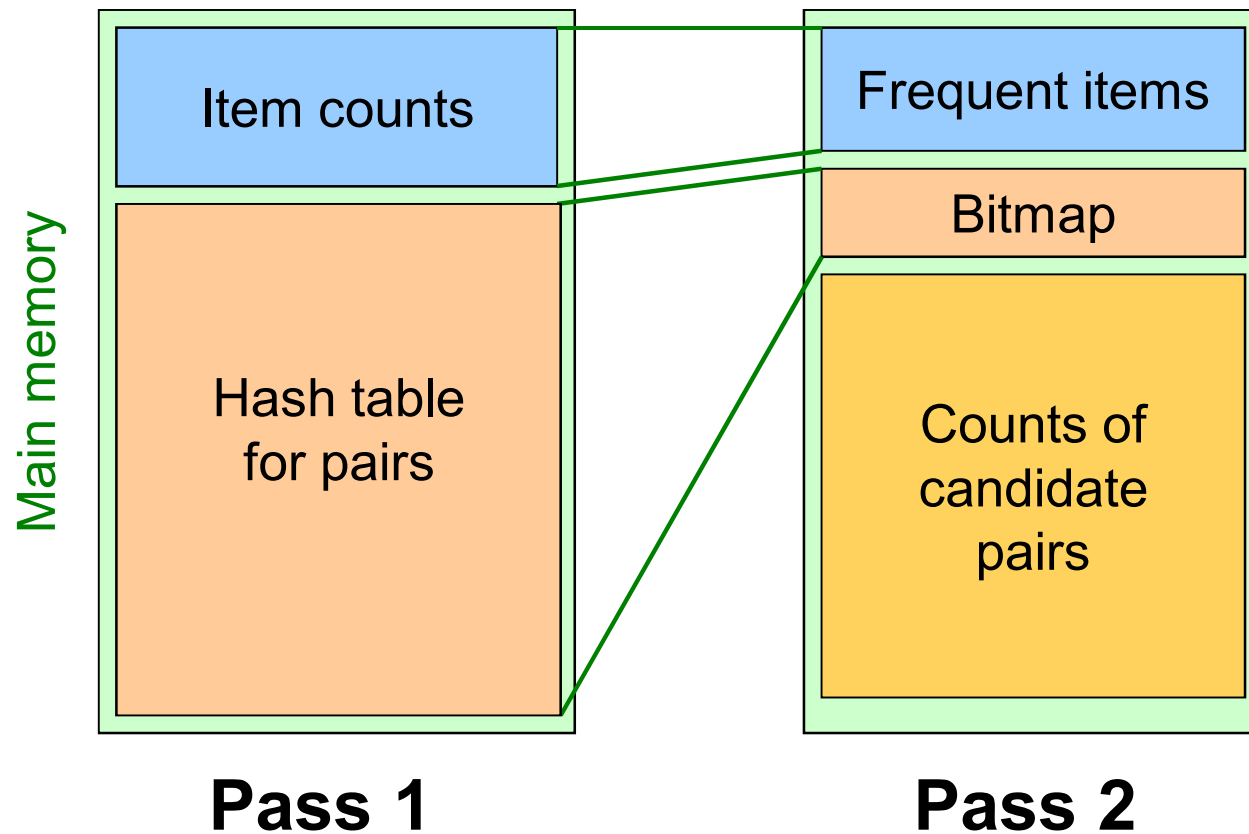 Main memory
Item counts
Hash table
for pairs
Pass 1
Frequent items
Bitmap
Counts of
candidate
pairs
Pass 2